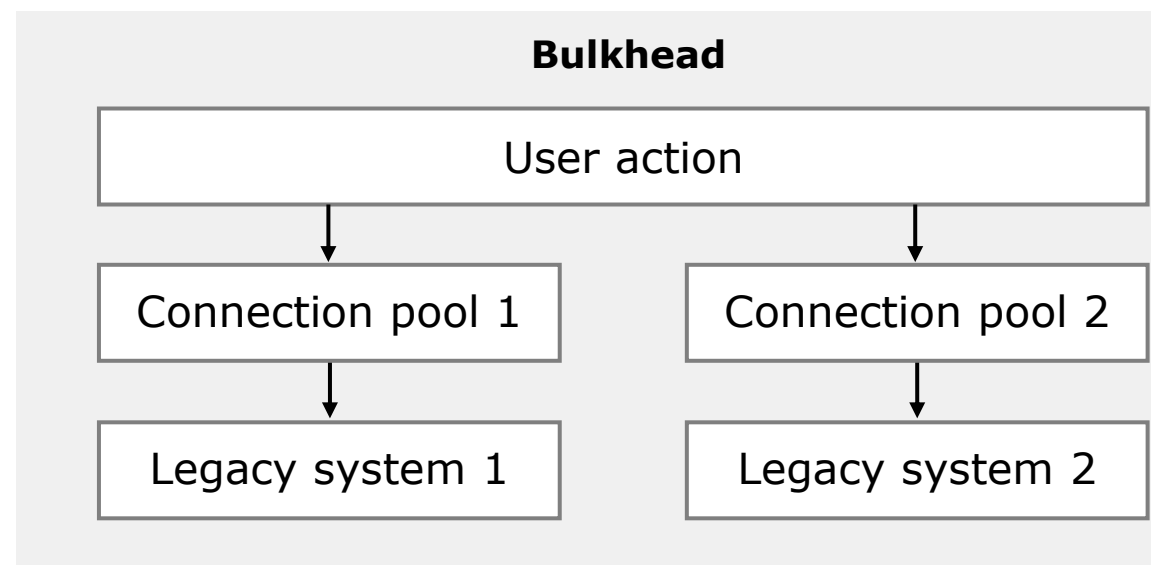 Bulkhead
User action
Connection pool 1
Connection pool 2
Legacy system 1
Legacy system 2